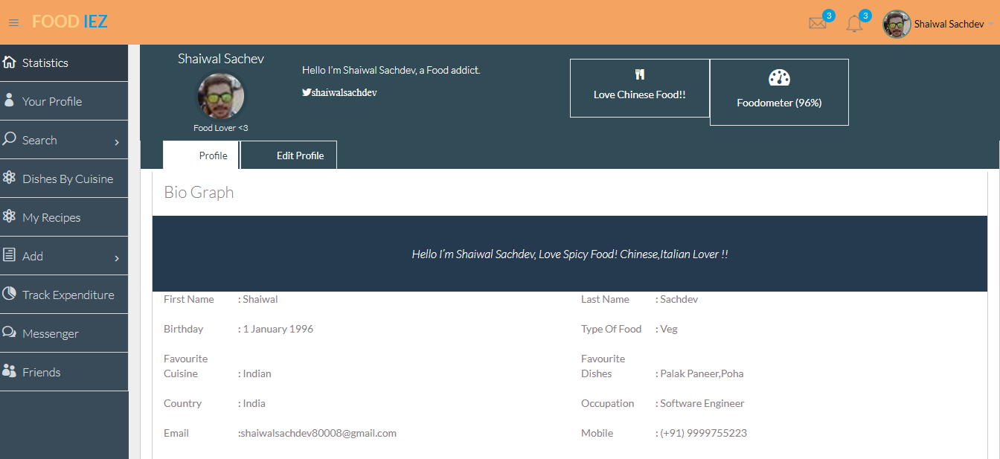 FOOD IEZ
3
3
Shaiwal Sachdev
Statistics
Your Profile
Search
Dishes By Cuisine
My Recipes
Add
Track Expenditure
Messenger
Friends
Shaiwal Sachev
Food Lover <3
Hello I'm Shaiwal Sachdev, a Food addict.
shaiwalsachdev
Love Chinese Food!!
Foodometer (96%)
Profile
Edit Profile
Bio Graph
Hello I'm Shaiwal Sachdev, Love Spicy Food! Chinese,Italian Lover !!
First Name : Shaiwal
Last Name : Sachdev
Birthday : 1 January 1996
Type Of Food : Veg
Favourite
Cuisine : Indian
Favourite
Dishes : Palak Paneer,Poha
Country : India
Occupation : Software Engineer
Email :shaiwalsachdev80008@gmail.com
Mobile : (+91) 9999755223